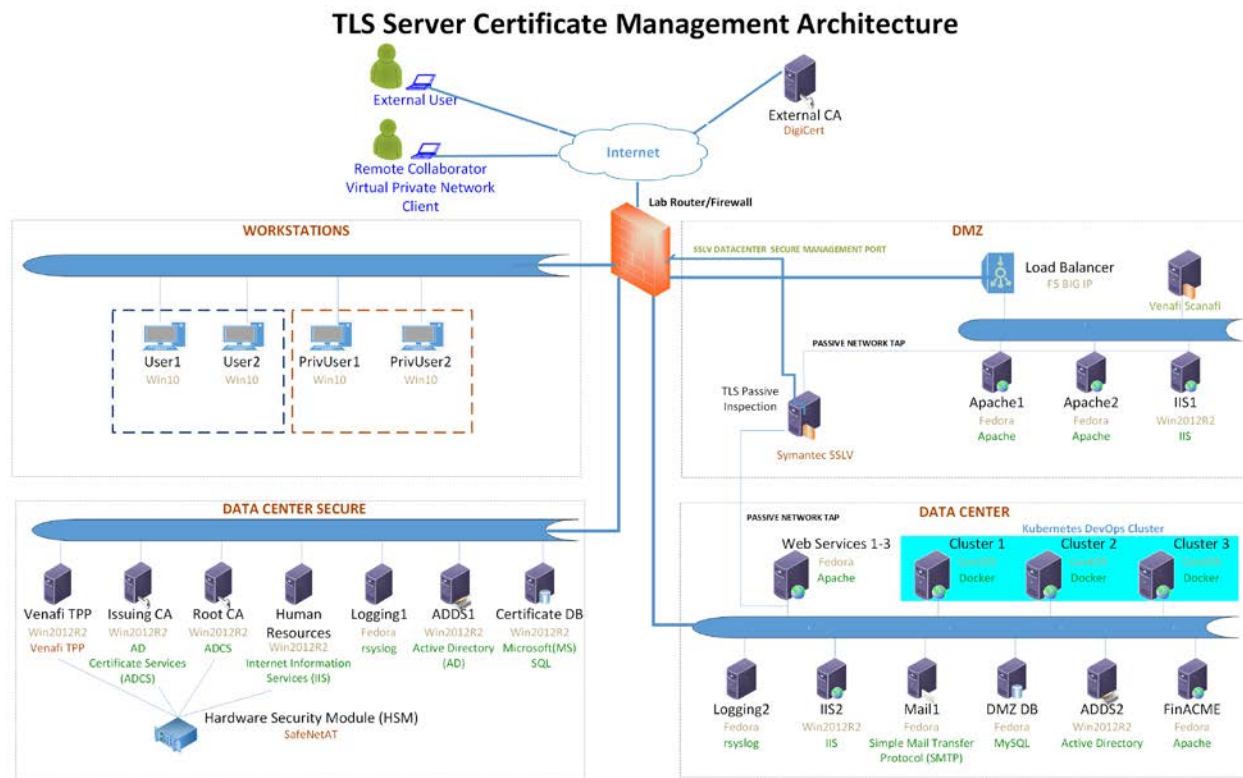 TLS Server Certificate Management Architecture
External User
External CA
DigiCert
Internet
Remote Collaborator
Virtual Private Network
Client
Lab Router/Firewall
WORKSTATIONS
User1
Win10
User2
Win10
PrivUser1
Win10
PrivUser2
Win10
DMZ
SSLV DATACENTER SECURE MANAGEMENT PORT
Load Balancer
F5 BIG IP
Venafi Scanafi
PASSIVE NETWORK TAP
TLS Passive
Inspection
Symantec SSLV
Apache1
Fedora
Apache
Apache2
Fedora
Apache
IIS1
Win2012R2
IIS
DATA CENTER SECURE
Venafi TPP
Win2012R2
Venafi TPP
Issuing CA
Win2012R2
AD
Certificate Services
(ADCS)
Root CA
Win2012R2
ADCS
Human
Resources
Win2012R2
Internet Information
Services (IIS)
Logging1
Fedora
rsyslog
ADDS1
Win2012R2
Active Directory
(AD)
Certificate DB
Win2012R2
Microsoft(MS)
SQL
Hardware Security Module (HSM)
SafeNetAT
DATA CENTER
PASSIVE NETWORK TAP
Kubernetes DevOps Cluster
Web Services 1-3
Fedora
Apache
Cluster 1
Docker
Cluster 2
Docker
Cluster 3
Docker
Logging2
Fedora
rsyslog
IIS2
Win2012R2
IIS
Mail1
Fedora
Simple Mail Transfer
Protocol (SMTP)
DMZ DB
Fedora
MySQL
ADDS2
Win2012R2
Active Directory
FinACME
Fedora
Apache